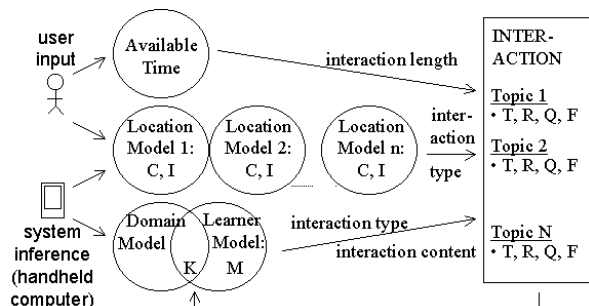 user
input
Available
Time
interaction length
INTER-
ACTION
Topic 1
• T, R, Q, F
Topic 2
• T, R, Q, F
Topic N
• T, R, Q, F
Location
Model 1:
C, I
Location
Model 2:
C, I
Location
Model n:
C, I
inter-
action
type
system
inference
(handheld
computer)
Domain
Model
Learner
Model:
K
M
interaction type
interaction content